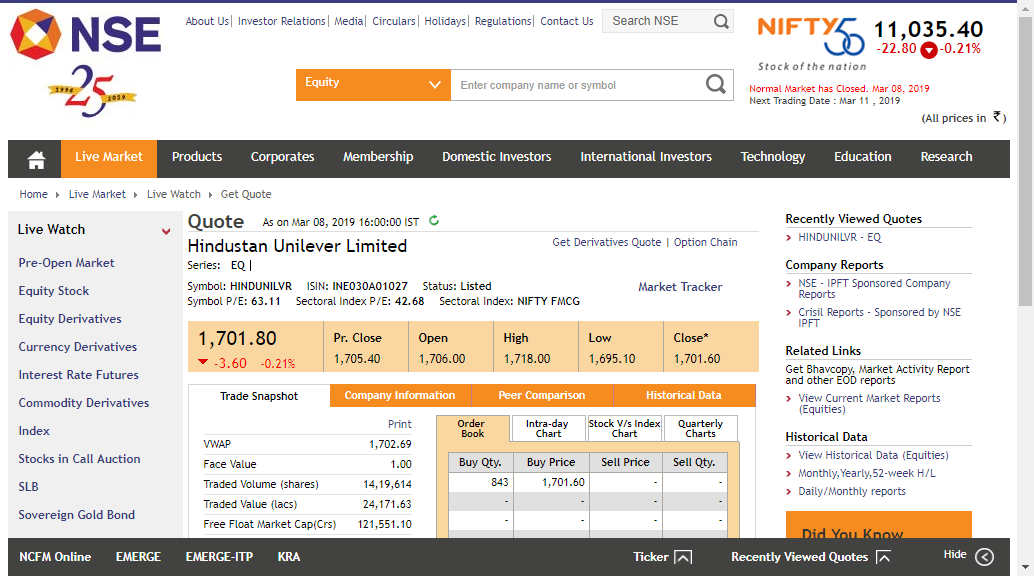 NSE
1994 25 2019
About Us| Investor Relations| Media| Circulars| Holidays| Regulations| Contact Us
Search NSE
NIFTY 50
Stock of the nation
11,035.40
-22.80 -0.21%
Equity
Enter company name or symbol
Normal Market has Closed. Mar 08, 2019
Next Trading Date : Mar 11 , 2019
(All prices in ₹ )
Live Market Products Corporates Membership Domestic Investors International Investors Technology Education Research
Home Live Market Live Watch Get Quote
Live Watch
Pre-Open Market
Equity Stock
Equity Derivatives
Currency Derivatives
Interest Rate Futures
Commodity Derivatives
Index
Stocks in Call Auction
SLB
Sovereign Gold Bond
Quote As on Mar 08, 2019 16:00:00 IST
Hindustan Unilever Limited
Get Derivatives Quote | Option Chain
Series: EQ |
Symbol: HINDUNILVR ISIN: INE030A01027 Status: Listed
Market Tracker
Symbol P/E: 63.11 Sectoral Index P/E: 42.68 Sectoral Index: NIFTY FMCG
1,701.80
-3.60 -0.21%
Pr. Close Open High Low Close*
1,705.40 1,706.00 1,718.00 1,695.10 1,701.60
Trade Snapshot Company Information Peer Comparison Historical Data
Print
VWAP 1,702.69
Face Value 1.00
Traded Volume (shares) 14,19,614
Traded Value (lacs) 24,171.63
Free Float Market Cap(Crs) 121,551.10
Order
Book
Intra-day
Chart
Stock V/s Index
Chart
Quarterly
Charts
Buy Qty. Buy Price Sell Price Sell Qty.
843 1,701.60 - -
- - - -
- - - -
Recently Viewed Quotes
HINDUNILVR - EQ
Company Reports
NSE - IPFT Sponsored Company
Reports
Crisil Reports - Sponsored by NSE
IPFT
Related Links
Get Bhavcopy, Market Activity Report
and other EOD reports
View Current Market Reports
(Equities)
Historical Data
View Historical Data (Equities)
Monthly,Yearly,52-week H/L
Daily/Monthly reports
Did You Know
NCFM Online EMERGE EMERGE-ITP KRA Ticker Recently Viewed Quotes Hide